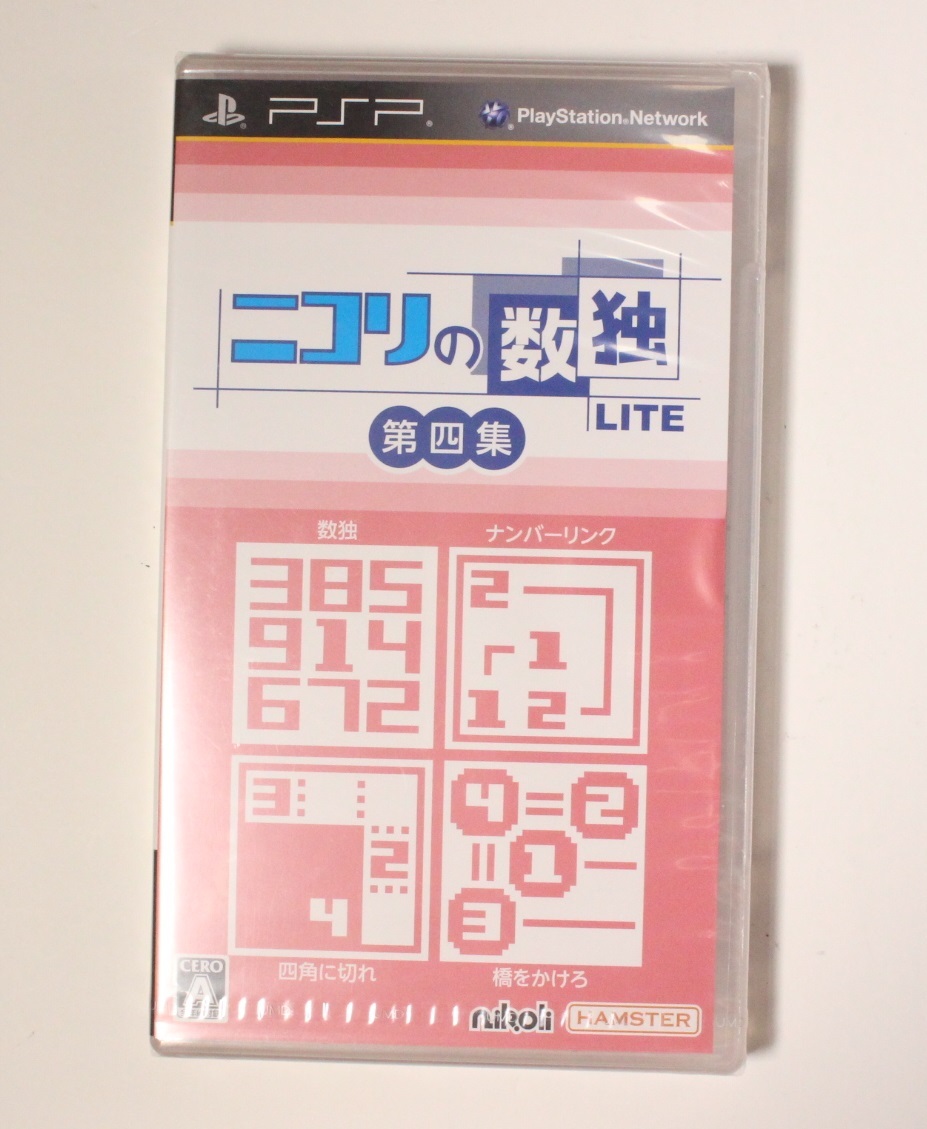 PSP PlayStation Network
ニコリの数独
LITE
第四集
数独 ナンバーリンク
385
914
672
2
1
1 2
3
2
4
4=2
1
3
四角に切れ 橋をかけろ
CERO
A
nikoli HAMSTER